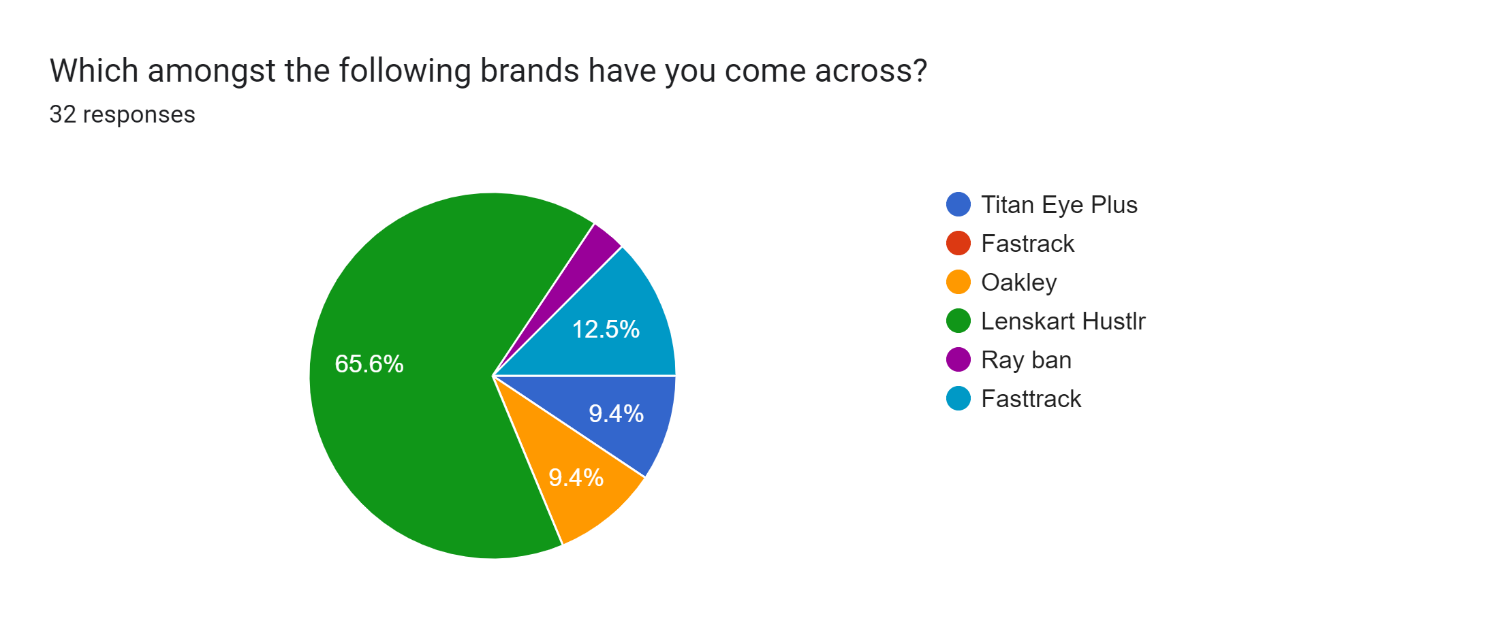 Which amongst the following brands have you come across?
32 responses
65.6%
12.5%
9.4%
9.4%
Titan Eye Plus
Fastrack
Oakley
Lenskart Hustlr
Ray ban
Fasttrack